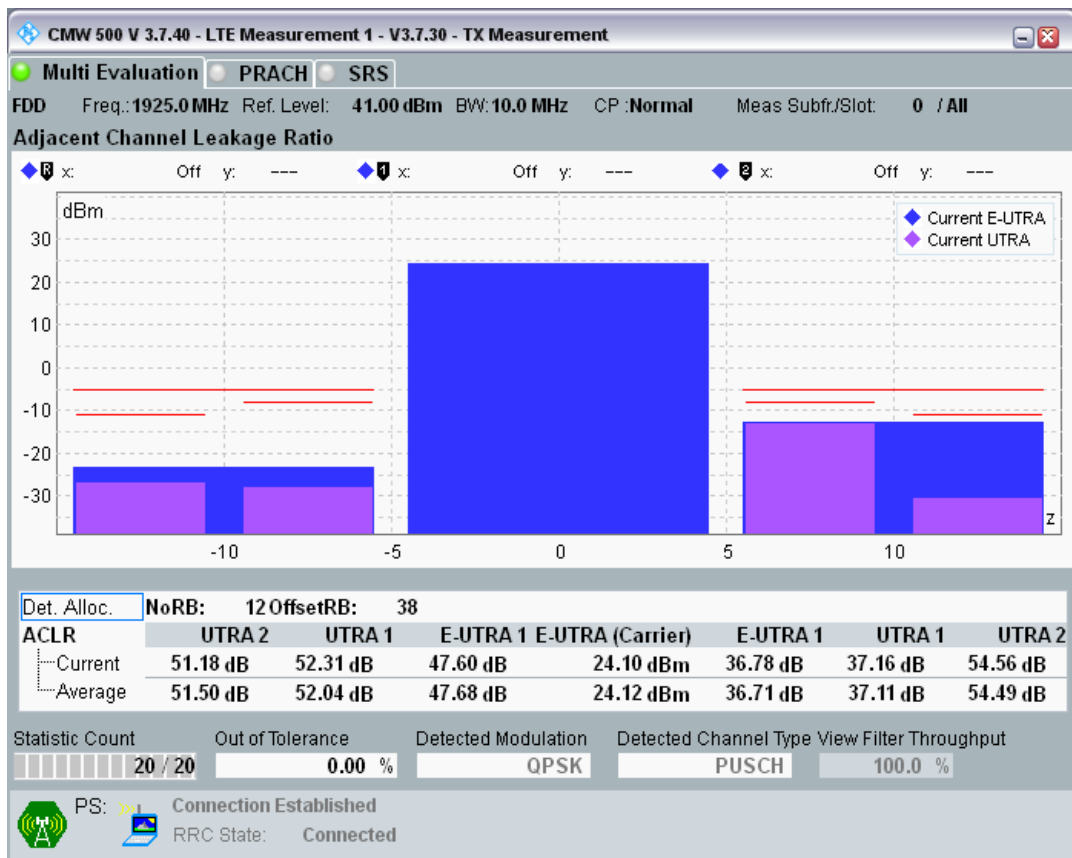 CMW 500 V 3.7.40 - LTE Measurement 1 - V3.7.30 - TX Measurement
Multi Evaluation PRACH SRS
FDD Freq.: 1925.0 MHz Ref. Level: 41.00 dBm BW: 10.0 MHz CP :Normal Meas Subfr./Slot: 0 / All
Adjacent Channel Leakage Ratio
R x: Off y: --- 1 x: Off y: --- 2 x: Off y: ---
dBm
Current E-UTRA
Current UTRA
30
20
10
0
-10
-20
-30
z
-10 -5 0 5 10
Det. Alloc. NoRB: 12 OffsetRB: 38
ACLR UTRA 2 UTRA 1 E-UTRA 1 E-UTRA (Carrier) E-UTRA 1 UTRA 1 UTRA 2
Current 51.18 dB 52.31 dB 47.60 dB 24.10 dBm 36.78 dB 37.16 dB 54.56 dB
Average 51.50 dB 52.04 dB 47.68 dB 24.12 dBm 36.71 dB 37.11 dB 54.49 dB
Statistic Count Out of Tolerance Detected Modulation Detected Channel Type View Filter Throughput
20 / 20 0.00 % QPSK PUSCH 100.0 %
PS: Connection Established
RRC State: Connected